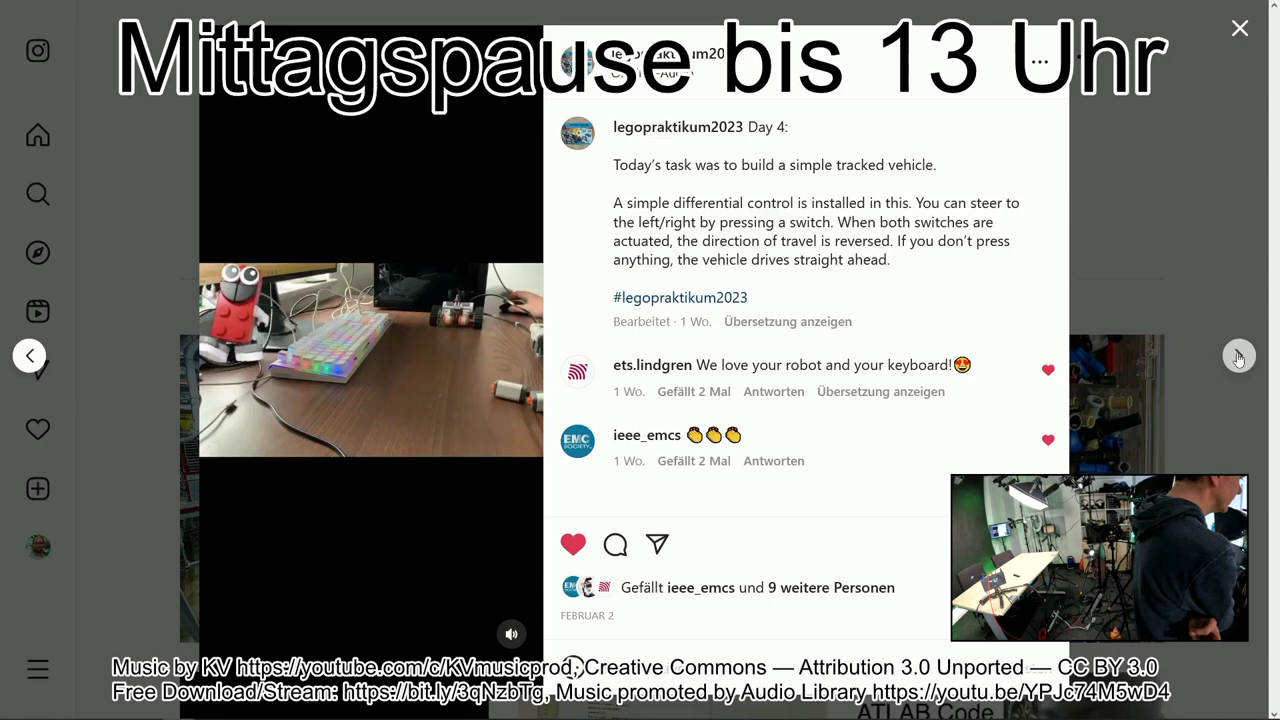 Mittagspause bis 13 Uhr
legopraktikum2023 Day 4:
Today's task was to build a simple tracked vehicle.
A simple differential control is installed in this. You can steer to
the left/right by pressing a switch. When both switches are
actuated, the direction of travel is reversed. If you don't press
anything, the vehicle drives straight ahead.
#legopraktikum2023
Bearbeitet · 1 Wo. Übersetzung anzeigen
ets.lindgren We love your robot and your keyboard!😍
1 Wo. Gefällt 2 Mal Antworten Übersetzung anzeigen
EMC
SOCIETY
ieee_emcs 👏👏👏
1 Wo. Gefällt 2 Mal Antworten
Gefällt ieee_emcs und 9 weitere Personen
FEBRUAR 2
Music by KV https://youtube.com/c/KVmusicprod; Creative Commons — Attribution 3.0 Unported — CC BY 3.0
Free Download/Stream: https://bit.ly/3qNzbTg, Music promoted by Audio Library https://youtu.be/YPJc74M5wD4
ATLAB Code